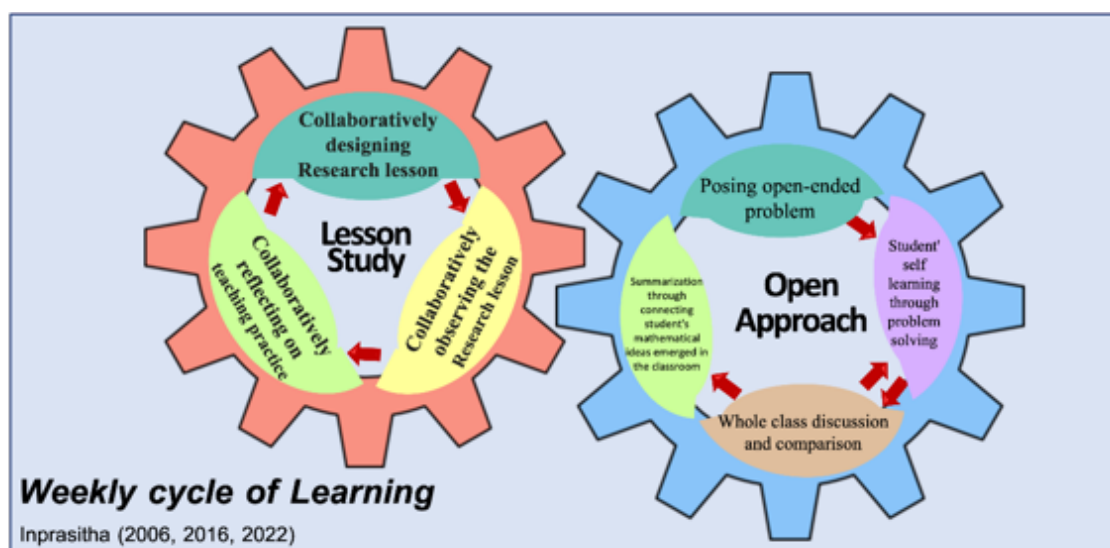 Collaboratively
designing
Research lesson
Collaboratively
observing the
Research lesson
Collaboratively
reflecting on
teaching practice
Lesson
Study
Posing open-ended
problem
Student'
self
learning
through
problem
solving
Whole class discussion
and comparison
Summarization
through
connecting
student's
mathematical
ideas emerged in
the classroom
Open
Approach
Weekly cycle of Learning
Inprasitha (2006, 2016, 2022)